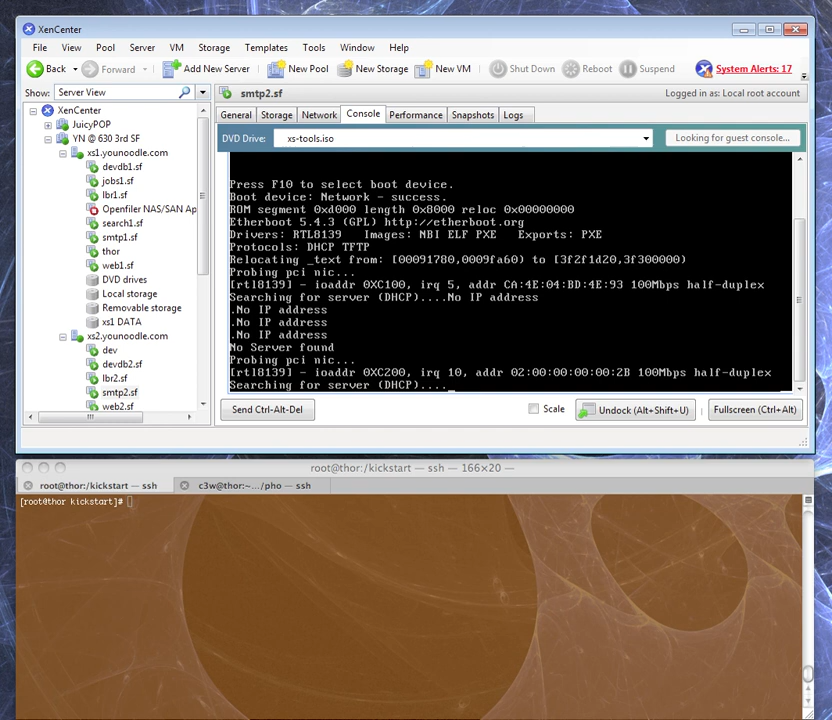 XenCenter
File View Pool Server VM Storage Templates Tools Window Help
Back Forward Add New Server New Pool New Storage New VM Shut Down Reboot Suspend System Alerts: 17
Show: Server View
smtp2.sf Logged in as: Local root account
General Storage Network Console Performance Snapshots Logs
DVD Drive: xs-tools.iso Looking for guest console...
XenCenter
JuicyPOP
YN @ 630 3rd SF
xs1.younoodle.com
devdb1.sf
jobs1.sf
lbr1.sf
Openfiler NAS/SAN Ap
search1.sf
smtp1.sf
thor
web1.sf
DVD drives
Local storage
Removable storage
xs1 DATA
xs2.younoodle.com
dev
devdb2.sf
lbr2.sf
smtp2.sf
web2.sf
Press F10 to select boot device.
Boot device: Network - success.
ROM segment 0xd000 length 0x8000 reloc 0x00000000
Etherboot 5.4.3 (GPL) http://etherboot.org
Drivers: RTL8139 Images: NBI ELF PXE Exports: PXE
Protocols: DHCP TFTP
Relocating _text from: [00091780,0009fa60) to [3f2f1d20,3f300000)
Probing pci nic...
[rtl8139] - ioaddr 0XC100, irq 5, addr CA:4E:04:BD:4E:93 100Mbps half-duplex
Searching for server (DHCP)....No IP address
.No IP address
.No IP address
.No IP address
No Server found
Probing pci nic...
[rtl8139] - ioaddr 0XC200, irq 10, addr 02:00:00:00:00:2B 100Mbps half-duplex
Searching for server (DHCP)...._
Send Ctrl-Alt-Del Scale Undock (Alt+Shift+U) Fullscreen (Ctrl+Alt)
root@thor:/kickstart — ssh — 166×20 —
root@thor:/kickstart — ssh c3w@thor:~.../pho — ssh
[root@thor kickstart]#